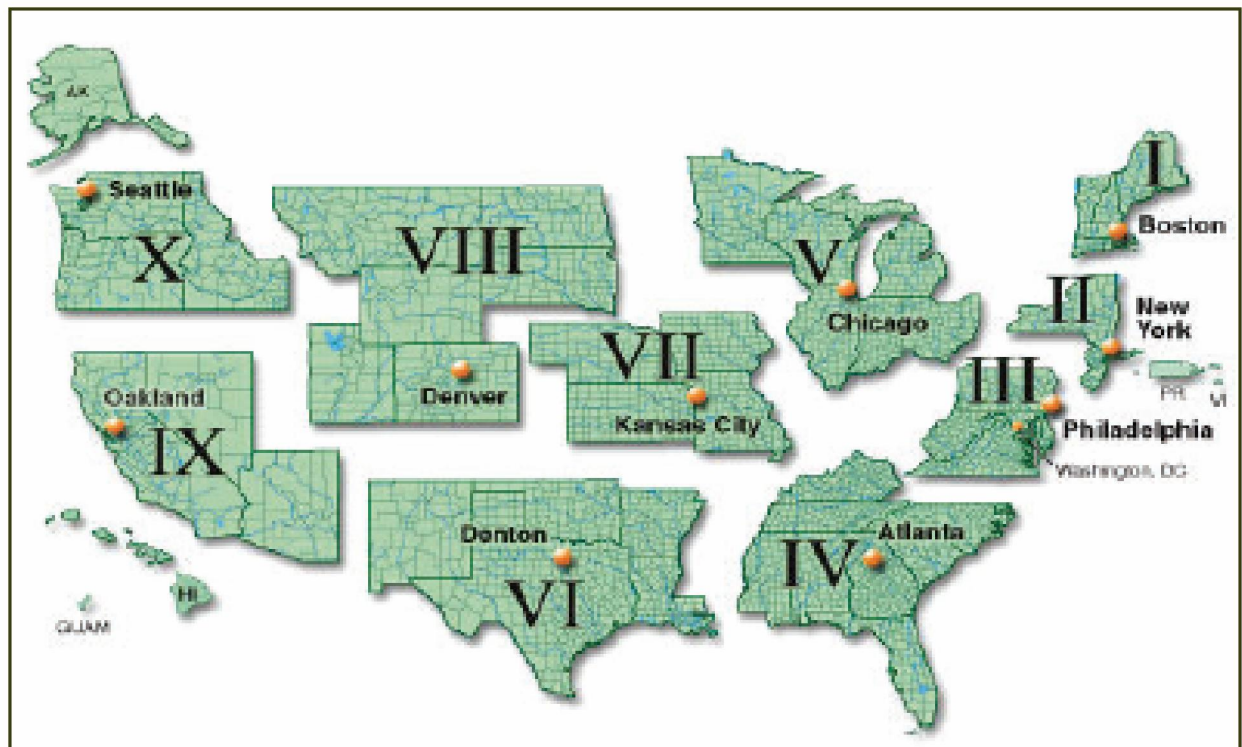 AK
Seattle
X
VIII
V
Chicago
I
Boston
II
New
York
Oakland
IX
Denver
VII
Kansas City
III
PR
VI
Philadelphia
Washington, DC
Denton
VI
IV
Atlanta
HI
GUAM